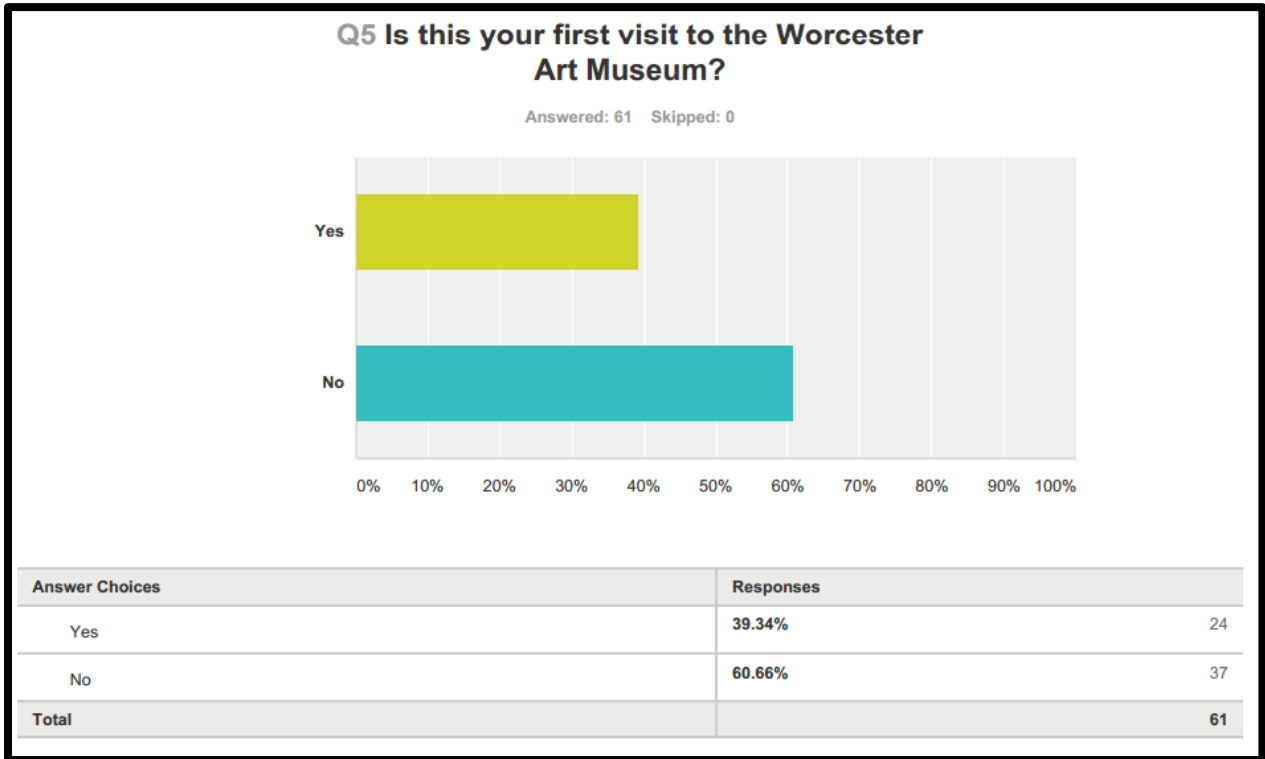 Q5 Is this your first visit to the Worcester
Art Museum?
Answered: 61 Skipped: 0
Yes
No
0% 10% 20% 30% 40% 50% 60% 70% 80% 90% 100%
Answer Choices Responses
Yes 39.34% 24
No 60.66% 37
Total 61